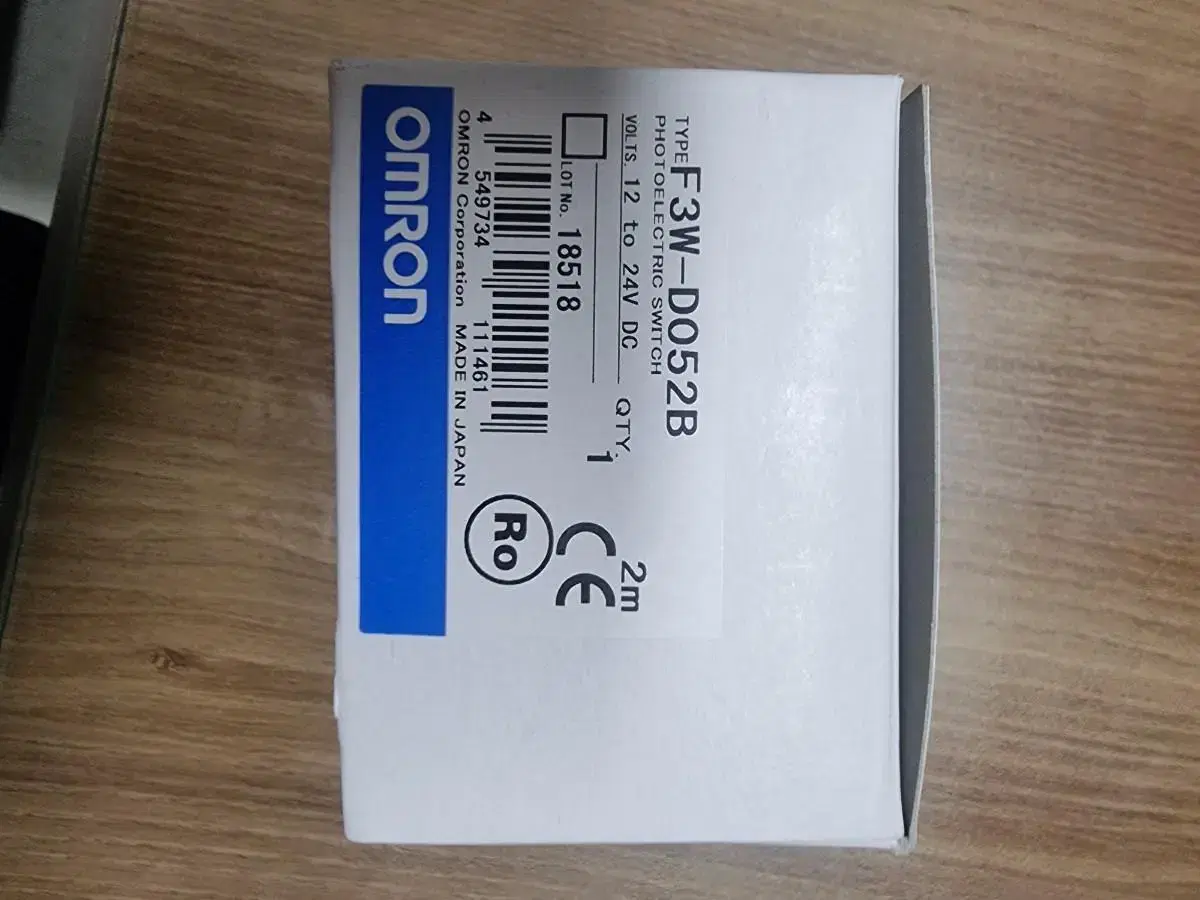 TYPE F3W-D052B
PHOTOELECTRIC SWITCH
VOLTS. 12 to 24V DC QTY. 1
2m
LOT No. 18518
CE
4 549734 111461
Ro
OMRON Corporation MADE IN JAPAN
OMRON